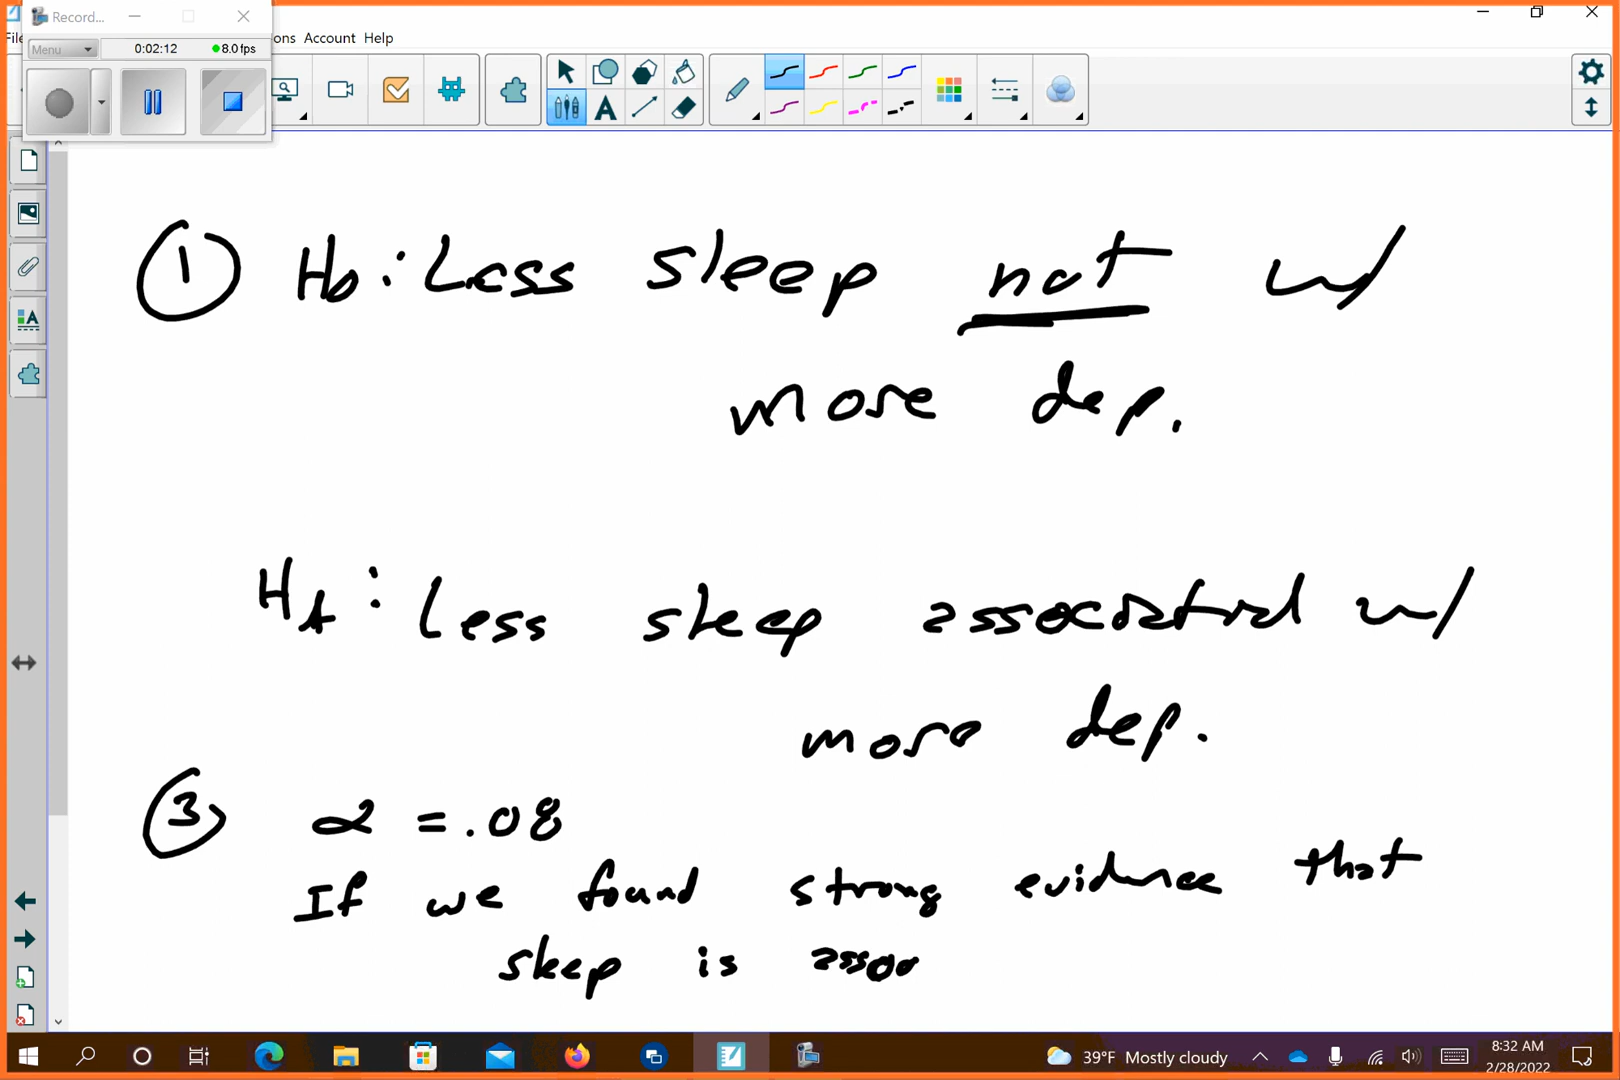 Record...
Menu
0:02:12
8.0 fps
ons Account Help
1 H0: Less sleep not w/
more dep.
HA: Less sleep associated w/
more dep.
3 α = .08
If we found strong evidence that
sleep is assoc
39°F Mostly cloudy
8:32 AM
2/28/2022